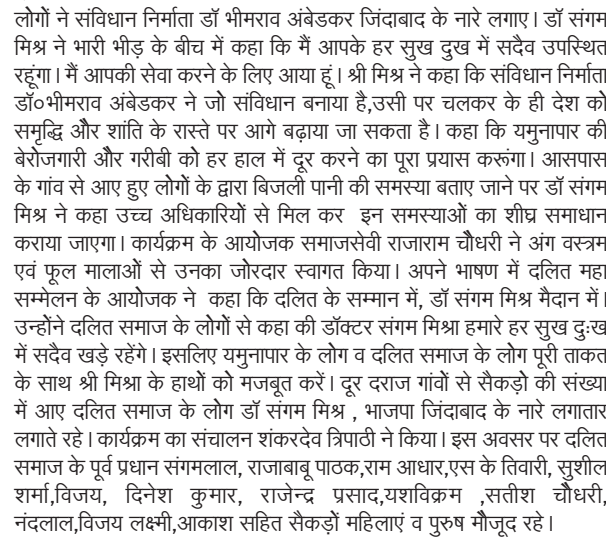 लोगों ने संविधान निर्माता डॉ भीमराव अंबेडकर जिंदाबाद के नारे लगाए। डॉ संगम
मिश्र ने भारी भीड़ के बीच में कहा कि मैं आपके हर सुख दुख में सदैव उपस्थित
रहूंगा। मैं आपकी सेवा करने के लिए आया हूं। श्री मिश्र ने कहा कि संविधान निर्माता
डॉ०भीमराव अंबेडकर ने जो संविधान बनाया है,उसी पर चलकर के ही देश को
समृद्धि और शांति के रास्ते पर आगे बढ़ाया जा सकता है। कहा कि यमुनापार की
बेरोजगारी और गरीबी को हर हाल में दूर करने का पूरा प्रयास करूंगा। आसपास
के गांव से आए हुए लोगों के द्वारा बिजली पानी की समस्या बताए जाने पर डॉ संगम
मिश्र ने कहा उच्च अधिकारियों से मिल कर इन समस्याओं का शीघ्र समाधान
कराया जाएगा। कार्यक्रम के आयोजक समाजसेवी राजाराम चौधरी ने अंग वस्त्रम
एवं फूल मालाओं से उनका जोरदार स्वागत किया। अपने भाषण में दलित महा
सम्मेलन के आयोजक ने कहा कि दलित के सम्मान में, डॉ संगम मिश्र मैदान में।
उन्होंने दलित समाज के लोगों से कहा की डॉक्टर संगम मिश्रा हमारे हर सुख दुःख
में सदैव खड़े रहेंगे। इसलिए यमुनापार के लोग व दलित समाज के लोग पूरी ताकत
के साथ श्री मिश्रा के हाथों को मजबूत करें। दूर दराज गांवों से सैकड़ो की संख्या
में आए दलित समाज के लोग डॉ संगम मिश्र , भाजपा जिंदाबाद के नारे लगातार
लगाते रहे। कार्यक्रम का संचालन शंकरदेव त्रिपाठी ने किया। इस अवसर पर दलित
समाज के पूर्व प्रधान संगमलाल, राजाबाबू पाठक,राम आधार,एस के तिवारी, सुशील
शर्मा,विजय, दिनेश कुमार, राजेन्द्र प्रसाद,यशविक्रम ,सतीश चौधरी,
नंदलाल,विजय लक्ष्मी,आकाश सहित सैकड़ों महिलाएं व पुरुष मौजूद रहे।